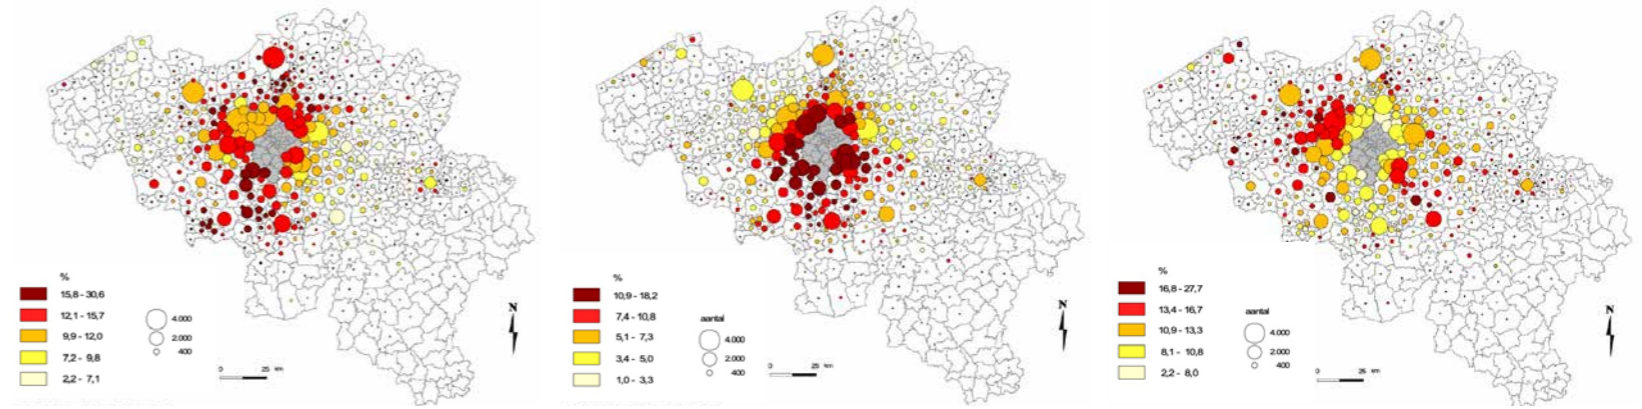 %
15,8 - 30,6
12,1 - 15,7
9,9 - 12,0
7,2 - 9,8
2,2 - 7,1
4.000
2.000
400
0 25 km
N
%
10,9 - 18,2
7,4 - 10,8
5,1 - 7,3
3,4 - 5,0
1,0 - 3,3
aantal
4.000
2.000
400
0 25 km
N
%
16,8 - 27,7
13,4 - 16,7
10,9 - 13,3
8,1 - 10,8
2,2 - 8,0
aantal
4.000
2.000
400
0 25 km
N